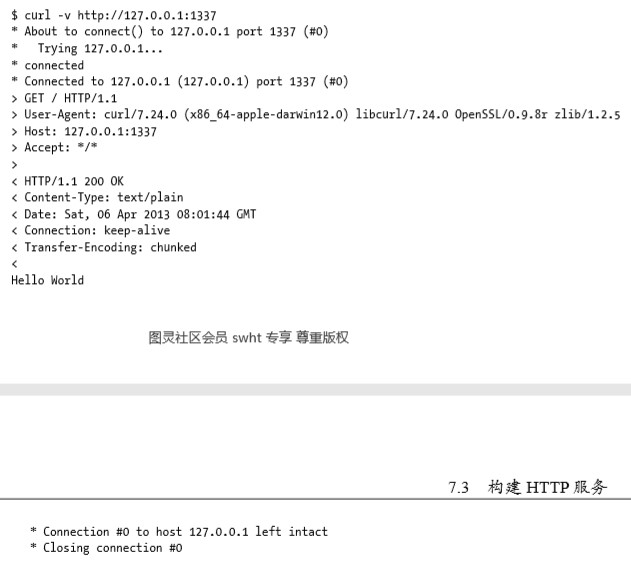 $ curl -v http://127.0.0.1:1337
* About to connect() to 127.0.0.1 port 1337 (#0)
*   Trying 127.0.0.1...
* connected
* Connected to 127.0.0.1 (127.0.0.1) port 1337 (#0)
> GET / HTTP/1.1
> User-Agent: curl/7.24.0 (x86_64-apple-darwin12.0) libcurl/7.24.0 OpenSSL/0.9.8r zlib/1.2.5
> Host: 127.0.0.1:1337
> Accept: */*
>
< HTTP/1.1 200 OK
< Content-Type: text/plain
< Date: Sat, 06 Apr 2013 08:01:44 GMT
< Connection: keep-alive
< Transfer-Encoding: chunked
<
Hello World
图灵社区会员 swht 专享 尊重版权
7.3 构建 HTTP 服务
* Connection #0 to host 127.0.0.1 left intact
* Closing connection #0